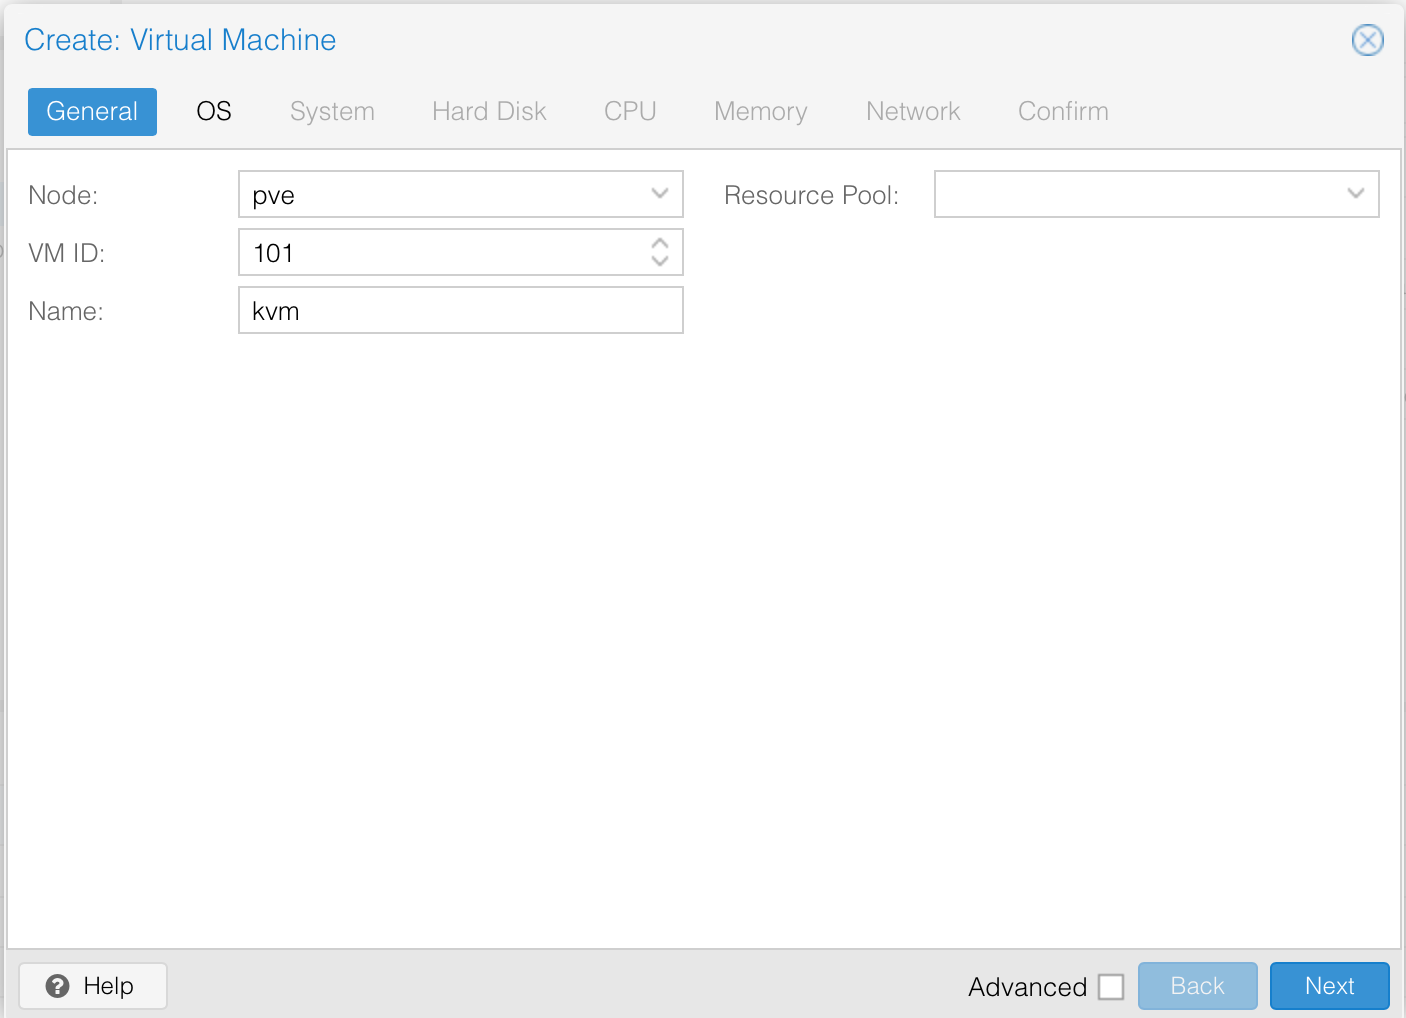 Create: Virtual Machine
General OS System Hard Disk CPU Memory Network Confirm
Node: pve Resource Pool:
VM ID: 101
Name: kvm
Help Advanced Back Next